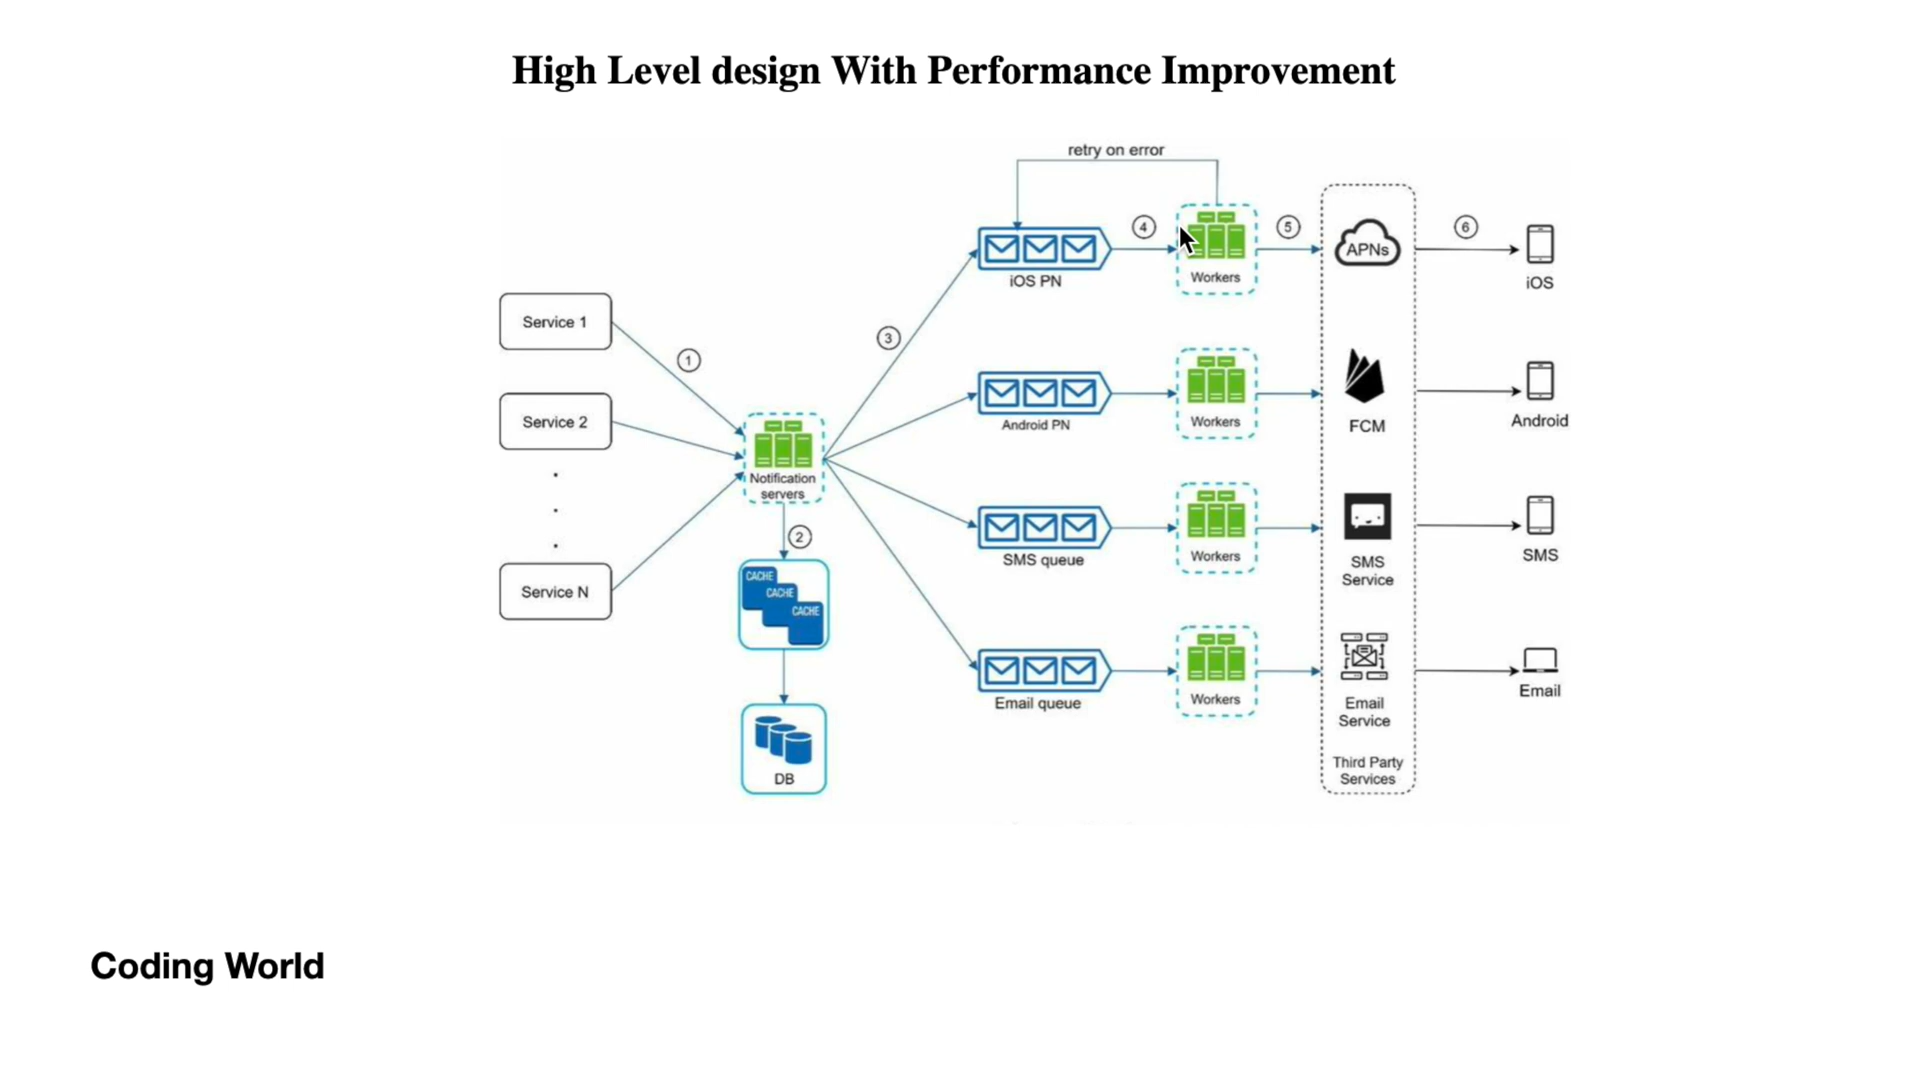 High Level design With Performance Improvement
retry on error
4
5
6
APNs
iOS PN
Workers
iOS
Service 1
1
3
Service 2
Android PN
Workers
FCM
Android
Notification
servers
2
SMS queue
Workers
SMS
Service
SMS
CACHE
CACHE
CACHE
Service N
Email queue
Workers
Email
Service
Email
DB
Third Party
Services
Coding World